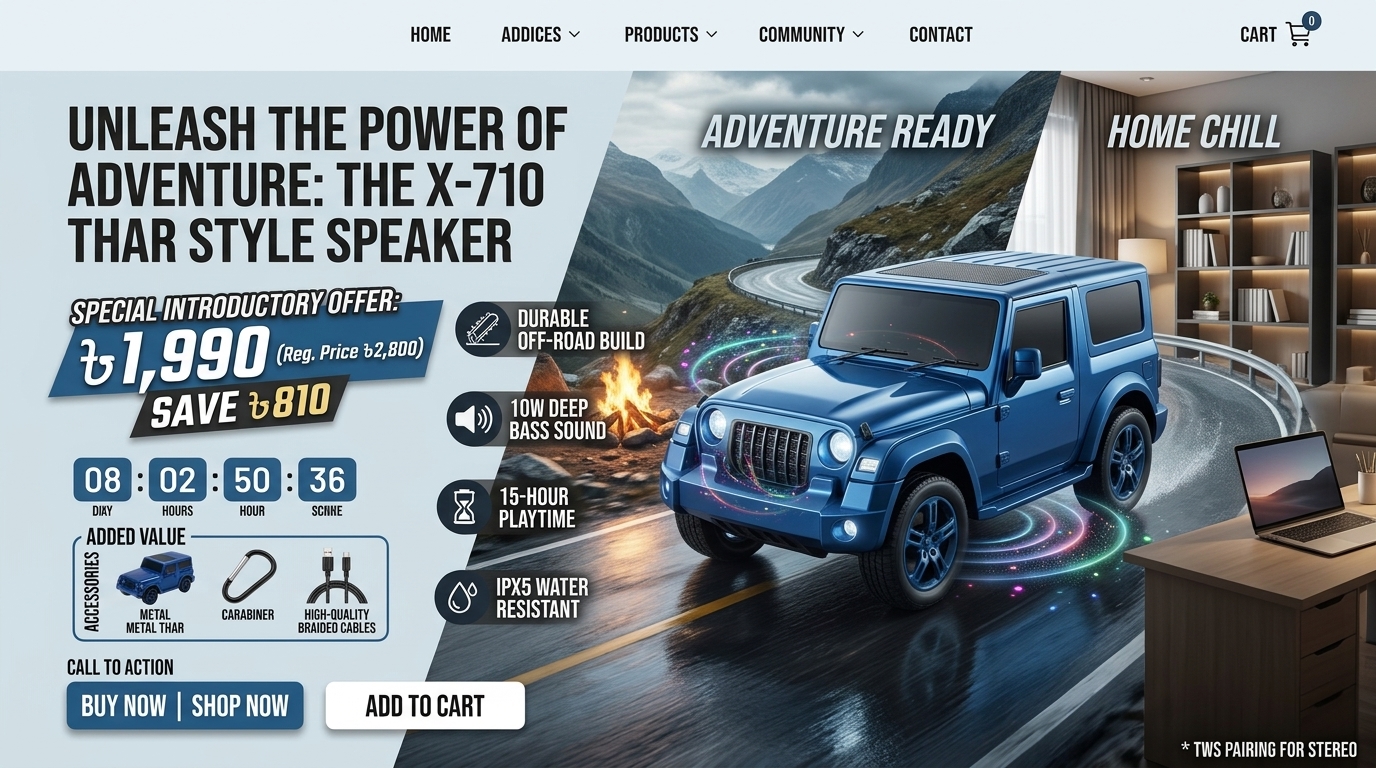 HOME
ADDICES
PRODUCTS
COMMUNITY
CONTACT
CART
0
UNLEASH THE POWER OF
ADVENTURE: THE X-710
THAR STYLE SPEAKER
SPECIAL INTRODUCTORY OFFER:
৳1,990 (Reg. Price ৳2,800)
SAVE ৳810
08 : 02 : 50 : 36
DIAY HOURS HOUR SCNNE
ADDED VALUE
ACCESSORIES
METAL
METAL THAR
CARABINER
HIGH-QUALITY
BRAIDED CABLES
CALL TO ACTION
BUY NOW | SHOP NOW
ADD TO CART
DURABLE
OFF-ROAD BUILD
10W DEEP
BASS SOUND
15-HOUR
PLAYTIME
IPX5 WATER
RESISTANT
ADVENTURE READY
HOME CHILL
* TWS PAIRING FOR STEREO